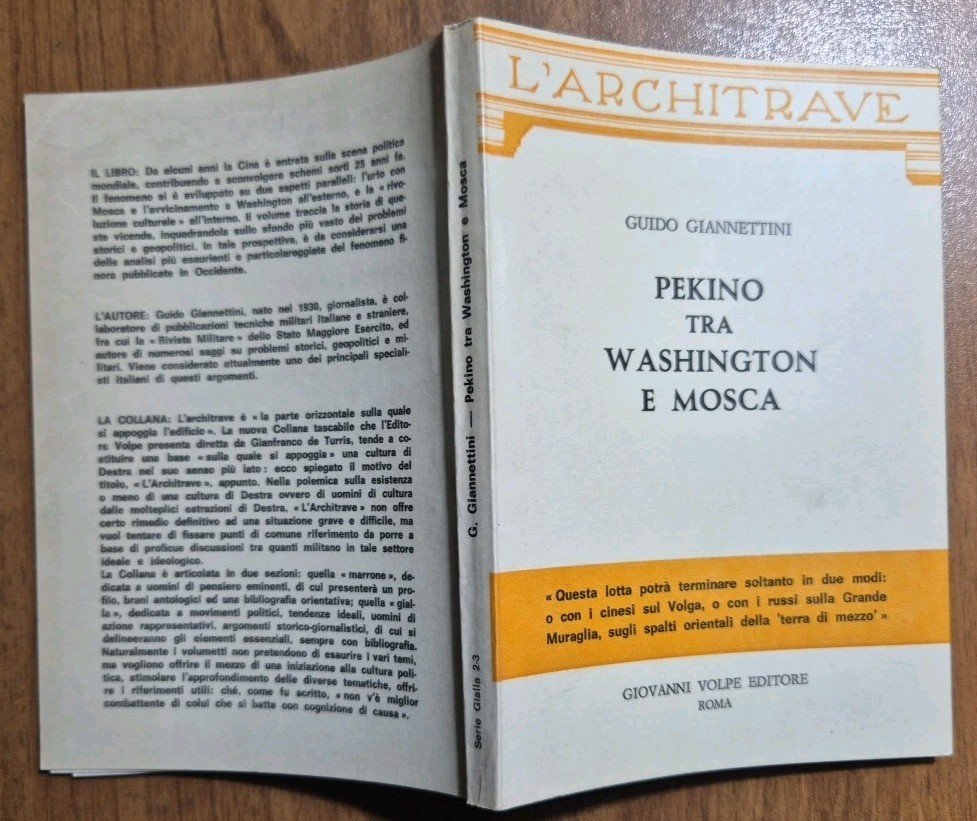 IL LIBRO: Da alcuni anni la Cina è entrata sulla scena politica
mondiale, contribuendo a sconvolgere schemi sorti 25 anni fa.
Il fenomeno si è sviluppato su due aspetti paralleli: l'urto con
Mosca e l'avvicinamento a Washington all'esterno, e la « rivo-
luzione culturale » all'interno. Il volume traccia la storia di que-
ste vicende, inquadrandola sullo sfondo più vasto dei problemi
storici e geopolitici. In tale prospettiva, è da considerarsi una
delle analisi più esaurienti e particolareggiate del fenomeno fi-
nora pubblicate in Occidente.
L'AUTORE: Guido Giannettini, nato nel 1930, giornalista, è col-
laboratore di pubblicazioni tecniche militari italiane e straniere,
fra cui la « Rivista Militare » dello Stato Maggiore Esercito, ed
autore di numerosi saggi su problemi storici, geopolitici e mi-
litari. Viene considerato attualmente uno dei principali speciali-
sti italiani di questi argomenti.
LA COLLANA: L'architrave è « la parte orizzontale sulla quale
si appoggia l'edificio ». La nuova Collana tascabile che l'Edito-
re Volpe presenta diretta da Gianfranco de Turris, tende a co-
stituire una base « sulla quale si appoggia » una cultura di
Destra nel suo senso più lato: ecco spiegato il motivo del
titolo, « L'Architrave », appunto. Nella polemica sulla esistenza
o meno di una cultura di Destra ovvero di uomini di cultura
dalle molteplici estrazioni di Destra, « L'Architrave » non offre
certo rimedio definitivo ad una situazione grave e difficile, ma
vuol tentare di fissare punti di comune riferimento da porre a
base di proficue discussioni tra quanti militano in tale settore
ideale e ideologico.
La Collana è articolata in due sezioni: quella « marrone », de-
dicata a uomini di pensiero eminenti, di cui presenterà un pro-
filo, brani antologici ed una bibliografia orientativa; quella « gial-
la », dedicata a movimenti politici, tendenze ideali, uomini di
azione rappresentativi, argomenti storico-giornalistici, di cui si
delineeranno gli elementi essenziali, sempre con bibliografia.
Naturalmente i volumetti non pretendono di esaurire i vari temi,
ma vogliono offrire il mezzo di una iniziazione alla cultura poli-
tica, stimolare l'approfondimento delle diverse tematiche, offri-
re i riferimenti utili: ché, come fu scritto, « non v'è miglior
combattente di colui che si batte con cognizione di causa ».
G. Giannettini — Pekino tra Washington e Mosca
Serie Gialla 2-3
L'ARCHITRAVE
GUIDO GIANNETTINI
PEKINO
TRA
WASHINGTON
E MOSCA
« Questa lotta potrà terminare soltanto in due modi:
o con i cinesi sul Volga, o con i russi sulla Grande
Muraglia, sugli spalti orientali della 'terra di mezzo' »
GIOVANNI VOLPE EDITORE
ROMA